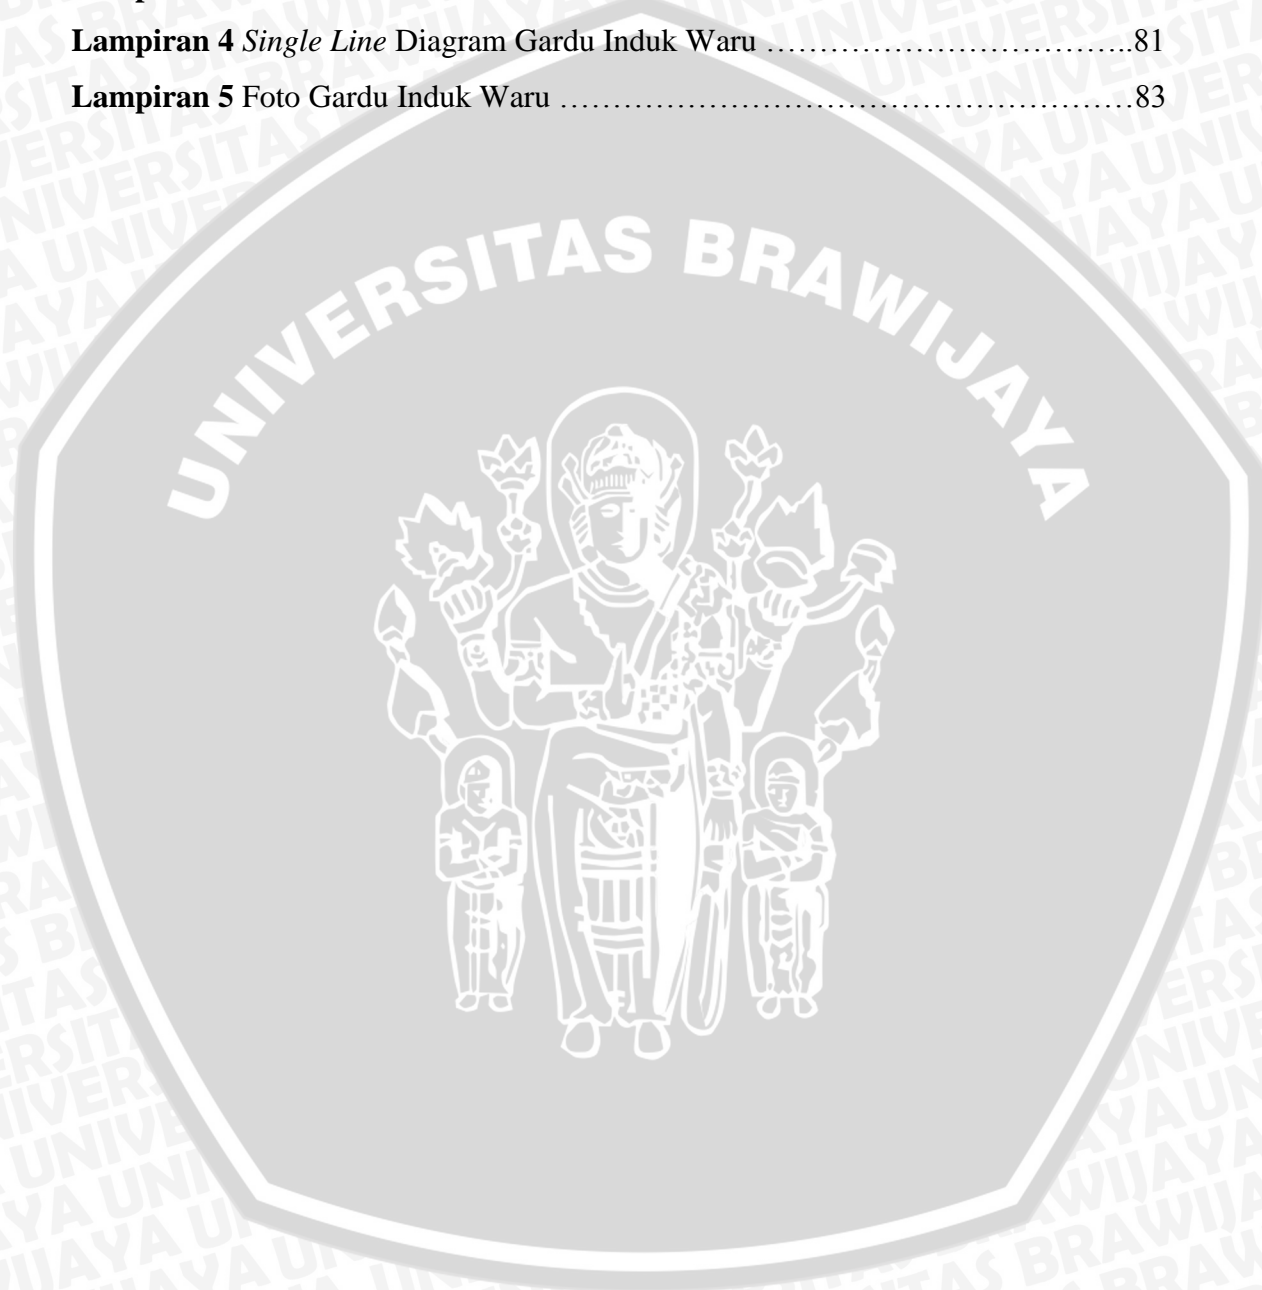 Lampiran 4 Single Line Diagram Gardu Induk Waru ……………………………..81
Lampiran 5 Foto Gardu Induk Waru …………………………………………………83
UNIVERSITAS BRAWIJAYA